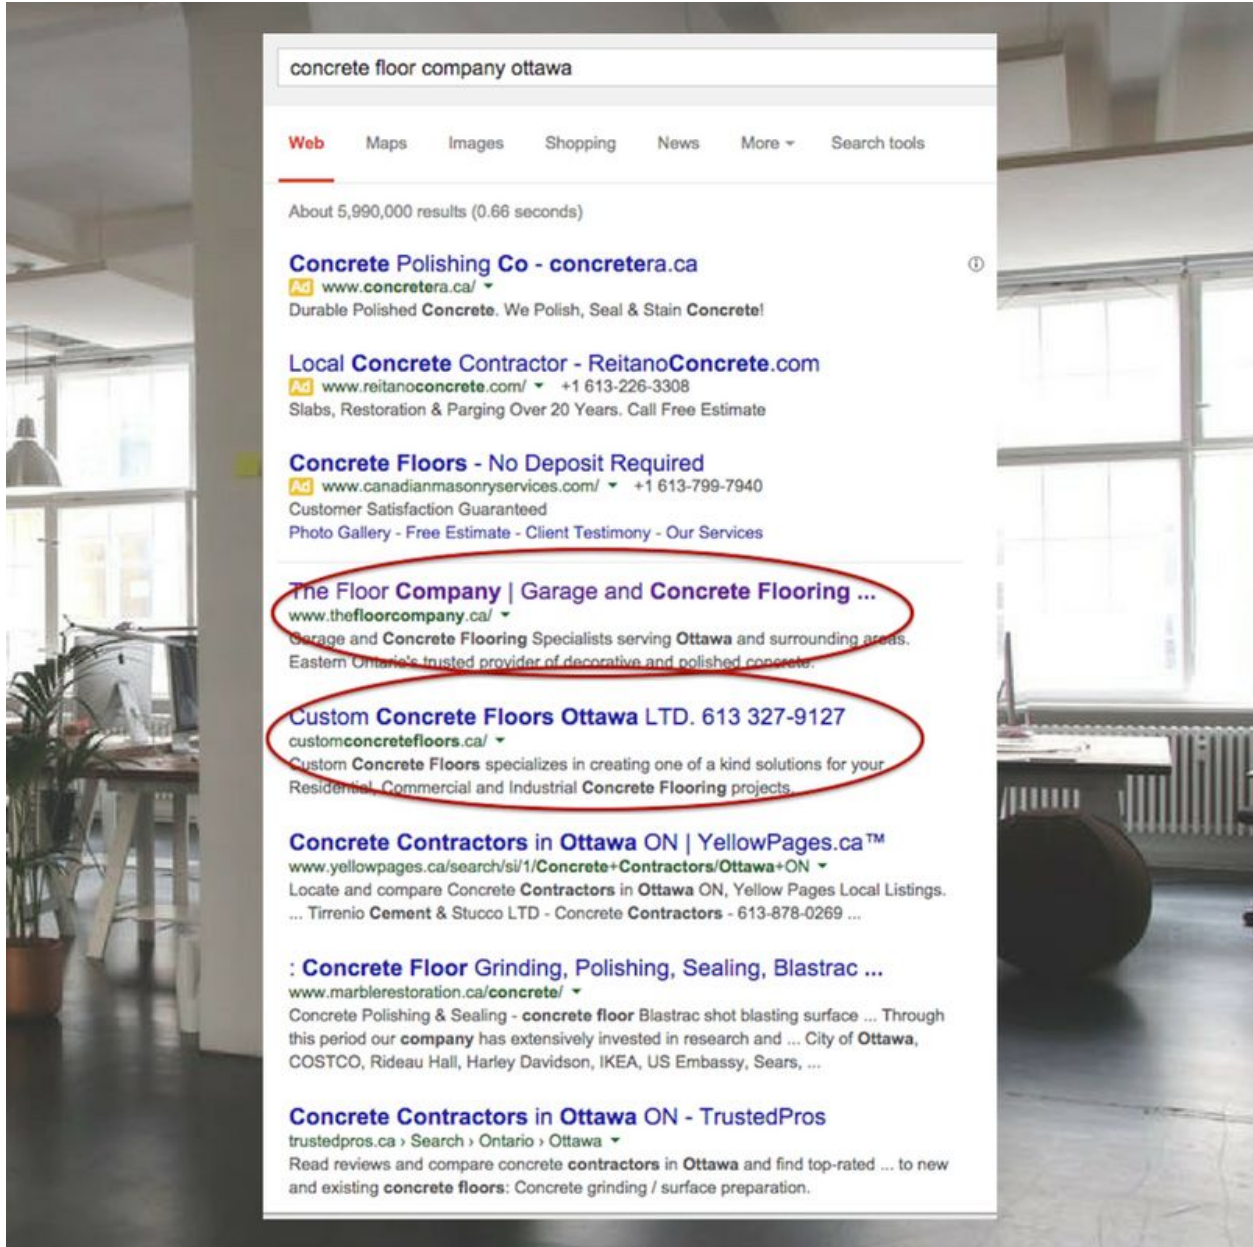 concrete floor company ottawa
Web Maps Images Shopping News More Search tools
About 5,990,000 results (0.66 seconds)
Concrete Polishing Co - concretera.ca
Ad www.concretera.ca/
Durable Polished Concrete. We Polish, Seal & Stain Concrete!
Local Concrete Contractor - ReitanoConcrete.com
Ad www.reitanoconcrete.com/ +1 613-226-3308
Slabs, Restoration & Parging Over 20 Years. Call Free Estimate
Concrete Floors - No Deposit Required
Ad www.canadianmasonryservices.com/ +1 613-799-7940
Customer Satisfaction Guaranteed
Photo Gallery - Free Estimate - Client Testimony - Our Services
The Floor Company | Garage and Concrete Flooring ...
www.thefloorcompany.ca/
Garage and Concrete Flooring Specialists serving Ottawa and surrounding areas.
Eastern Ontario's trusted provider of decorative and polished concrete.
Custom Concrete Floors Ottawa LTD. 613 327-9127
customconcretefloors.ca/
Custom Concrete Floors specializes in creating one of a kind solutions for your
Residential, Commercial and Industrial Concrete Flooring projects.
Concrete Contractors in Ottawa ON | YellowPages.ca™
www.yellowpages.ca/search/si/1/Concrete+Contractors/Ottawa+ON
Locate and compare Concrete Contractors in Ottawa ON, Yellow Pages Local Listings.
... Tirrenio Cement & Stucco LTD - Concrete Contractors - 613-878-0269 ...
: Concrete Floor Grinding, Polishing, Sealing, Blastrac ...
www.marblerestoration.ca/concrete/
Concrete Polishing & Sealing - concrete floor Blastrac shot blasting surface ... Through
this period our company has extensively invested in research and ... City of Ottawa,
COSTCO, Rideau Hall, Harley Davidson, IKEA, US Embassy, Sears, ...
Concrete Contractors in Ottawa ON - TrustedPros
trustedpros.ca › Search › Ontario › Ottawa
Read reviews and compare concrete contractors in Ottawa and find top-rated ... to new
and existing concrete floors: Concrete grinding / surface preparation.